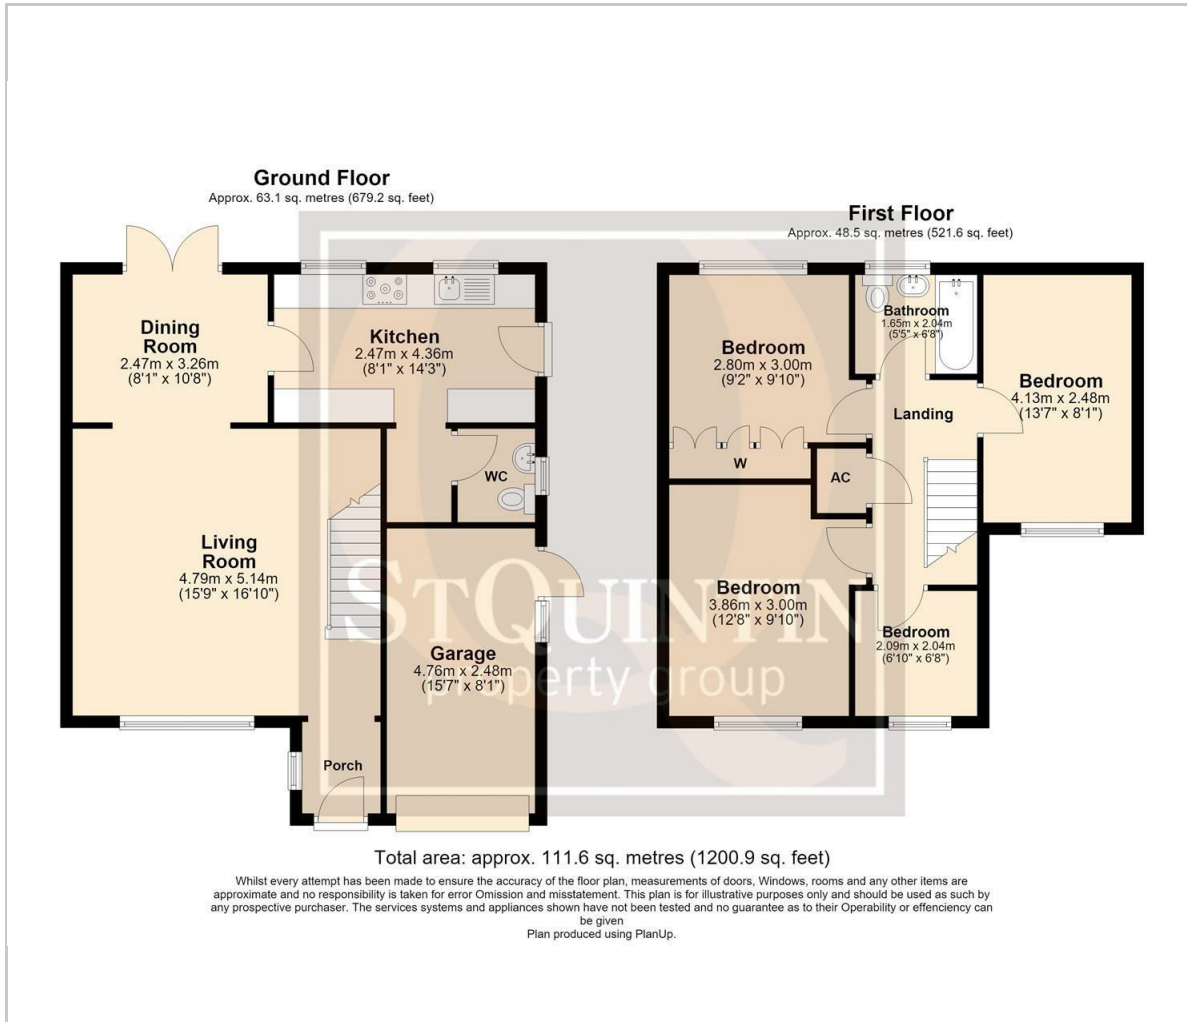 Ground Floor
Approx. 63.1 sq. metres (679.2 sq. feet)
Dining
Room
2.47m x 3.26m
(8'1" x 10'8")
Kitchen
2.47m x 4.36m
(8'1" x 14'3")
WC
Living
Room
4.79m x 5.14m
(15'9" x 16'10")
Garage
4.76m x 2.48m
(15'7" x 8'1")
Porch
First Floor
Approx. 48.5 sq. metres (521.6 sq. feet)
Bedroom
2.80m x 3.00m
(9'2" x 9'10")
Bathroom
1.65m x 2.04m
(5'5" x 6'8")
Bedroom
4.13m x 2.48m
(13'7" x 8'1")
Landing
W
AC
Bedroom
3.86m x 3.00m
(12'8" x 9'10")
Bedroom
2.09m x 2.04m
(6'10" x 6'8")
STQUINTIN
property group
Total area: approx. 111.6 sq. metres (1200.9 sq. feet)
Whilst every attempt has been made to ensure the accuracy of the floor plan, measurements of doors, Windows, rooms and any other items are
approximate and no responsibility is taken for error Omission and misstatement. This plan is for illustrative purposes only and should be used as such by
any prospective purchaser. The services systems and appliances shown have not been tested and no guarantee as to their Operability or effenciency can
be given
Plan produced using PlanUp.